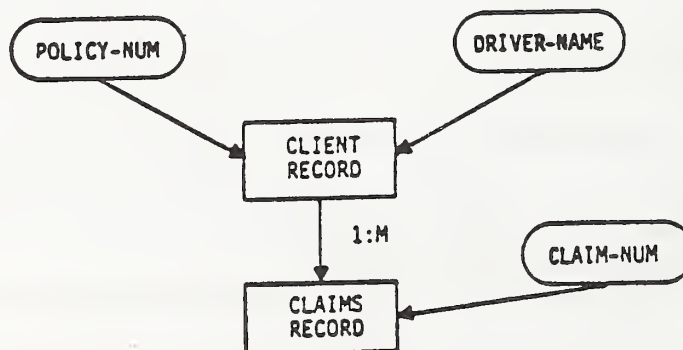 POLICY-NUM
DRIVER-NAME
CLIENT
RECORD
1:M
CLAIM-NUM
CLAIMS
RECORD